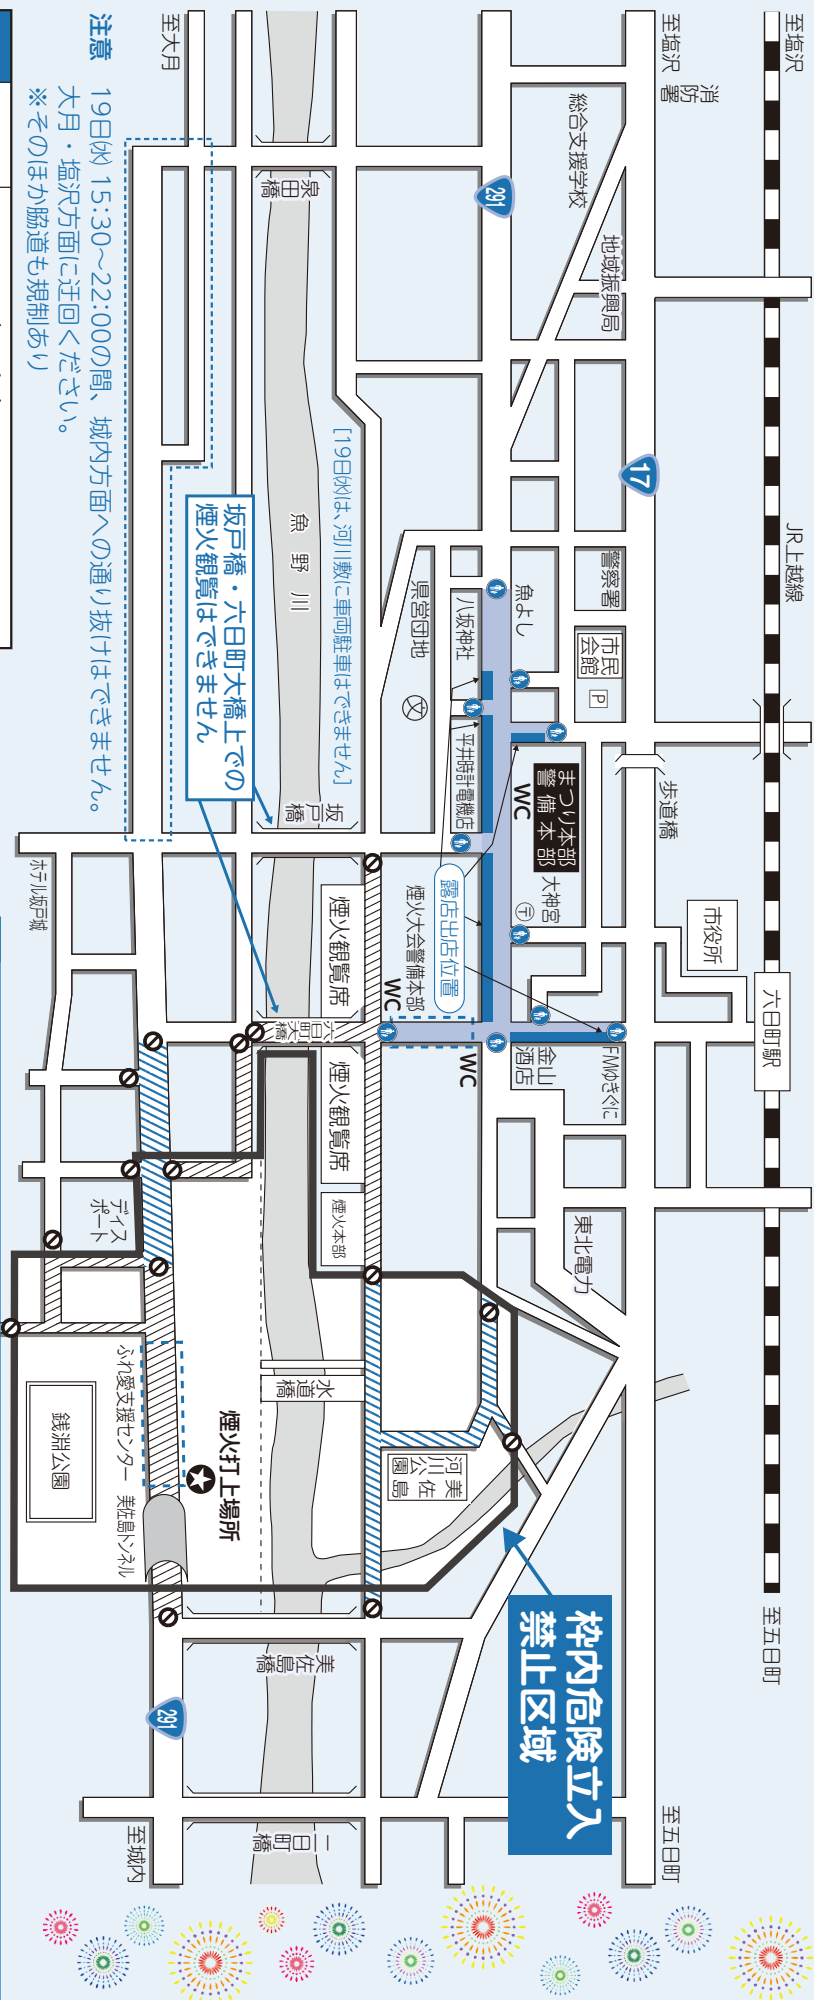 至塩沢
JR上越線
六日町駅
至五日町
至塩沢
消防署
17
警察署
市民
会館
P
歩道橋
市役所
FMゆきぐに
東北電力
至五日町
総合支援学校
地域振興局
魚よし
まつり本部
警備本部
WC
大神宮
〒
金山
酒店
枠内危険立入
禁止区域
291
八坂神社
平井時計電機店
県営団地
文
露店出店位置
煙火大会警備本部
WC
WC
美佐島
河川公園
[19日㈬は、河川敷に車両駐車はできません]
煙火観覧席
煙火観覧席
煙火本部
泉田橋
魚野川
坂戸橋
六日町大橋
水道橋
美佐島橋
二日町橋
坂戸橋・六日町大橋上での
煙火観覧はできません
煙火打上場所
至大月
ディス
ポート
ふれ愛支援センター
美佐島トンネル
291
至城内
ホテル坂戸城
銭淵公園
注意
19日㈬ 15:30～22:00の間、城内方面への通り抜けはできません。
大月・塩沢方面に迂回ください。
※そのほか脇道も規制あり